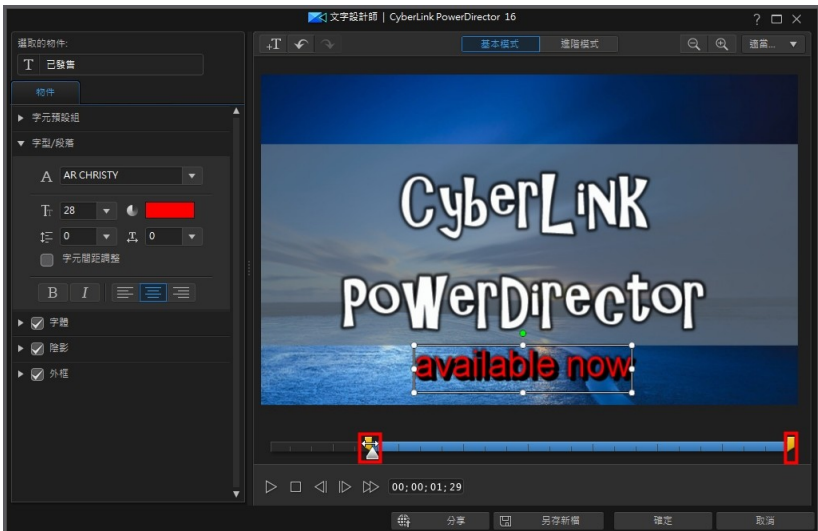 文字設計師 | CyberLink PowerDirector 16
選取的物件:
T 已發售
物件
字元預設組
字型/段落
A AR CHRISTY
28
0 0
字元間距調整
B I
字體
陰影
外框
+T
基本模式 進階模式
CyberLink
PowerDirector
available now
00;00;01;29
分享 另存新檔 確定 取消